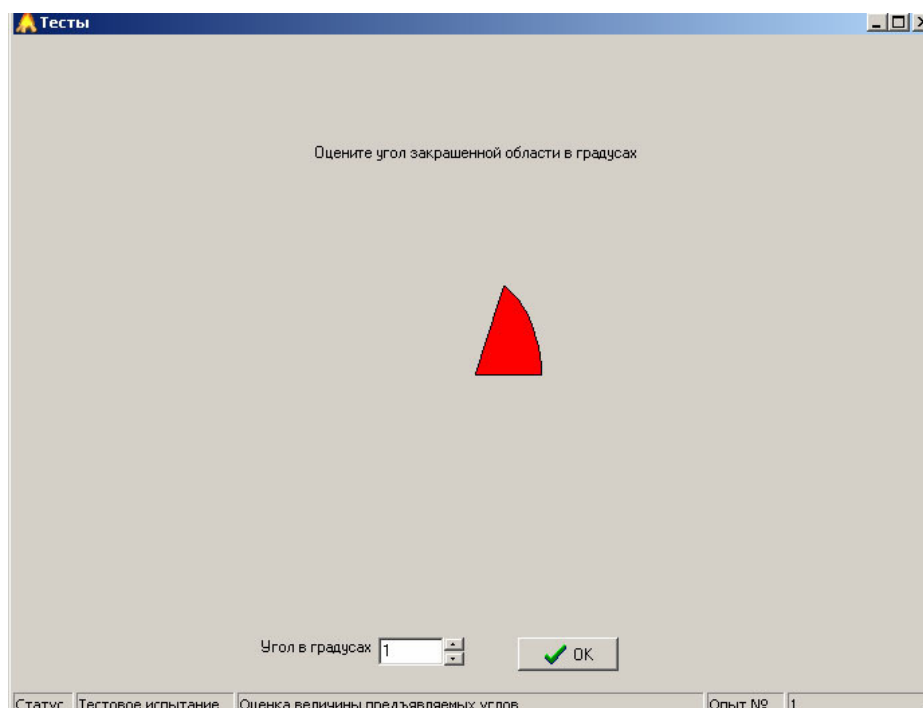 Тесты
Оцените угол закрашенной области в градусах
Угол в градусах 1 OK
Статус Тестовое испытание Оценка величины предъявляемых углов Опыт № 1